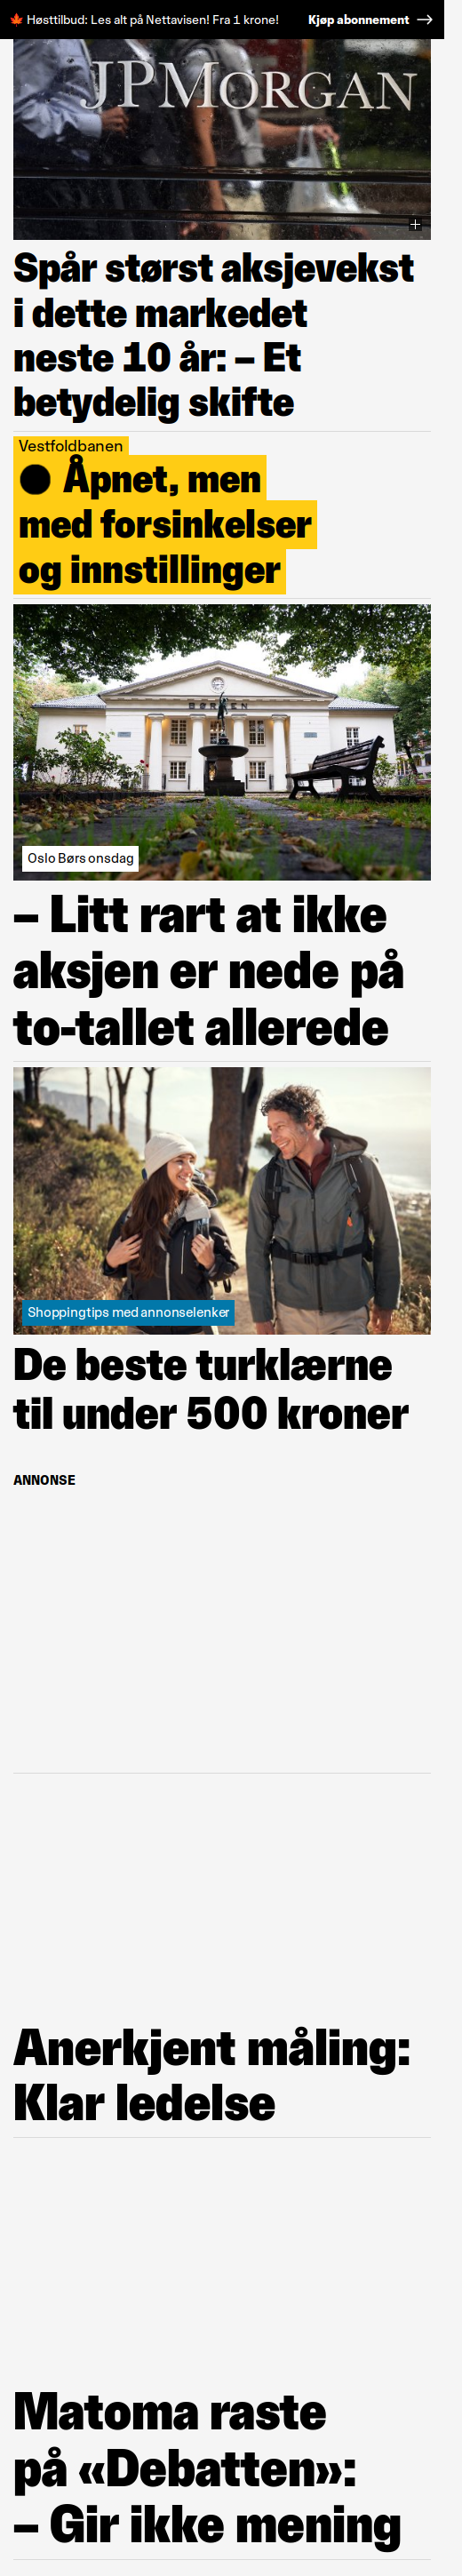 🍁 Høsttilbud: Les alt på Nettavisen! Fra 1 krone! Kjøp abonnement →
JPMORGAN
Spår størst aksjevekst
i dette markedet
neste 10 år: – Et
betydelig skifte
Vestfoldbanen
Åpnet, men
med forsinkelser
og innstillinger
BØRSEN
Oslo Børs onsdag
– Litt rart at ikke
aksjen er nede på
to-tallet allerede
Shoppingtips med annonselenker
De beste turklærne
til under 500 kroner
ANNONSE
Anerkjent måling:
Klar ledelse
Matoma raste
på «Debatten»:
– Gir ikke mening